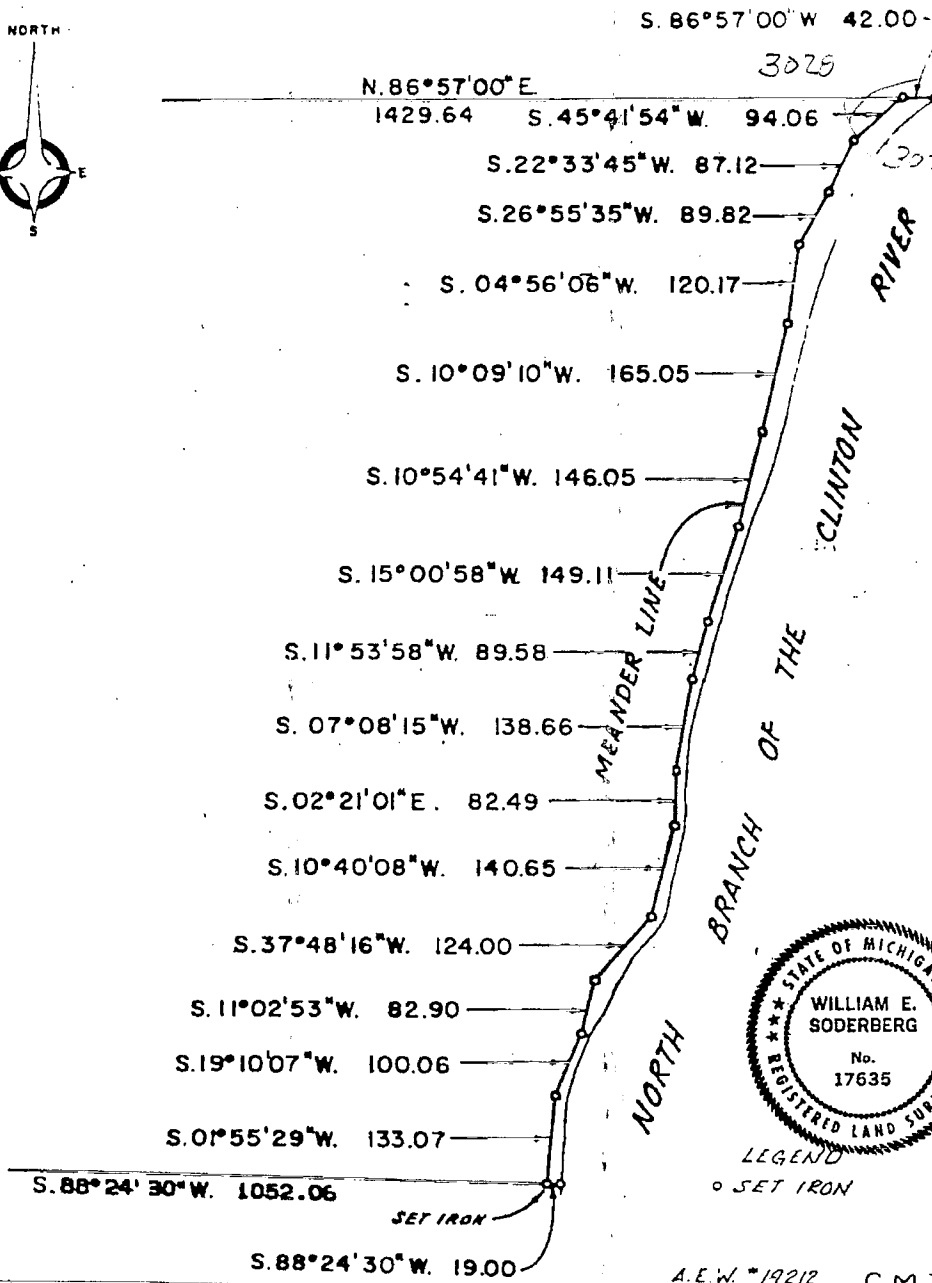 S. 86°57'00" W 42.00
NORTH
3028
N. 86°57'00" E.
1429.64
S. 45°41'54" W. 94.06
S. 22°33'45" W. 87.12
E
S. 26°55'35" W. 89.82
S
RIVER
S. 04°56'06" W. 120.17
S. 10°09'10" W. 165.05
CLINTON
S. 10°54'41" W. 146.05
S. 15°00'58" W. 149.11
MEANDER LINE
S. 11°53'58" W. 89.58
THE
S. 07°08'15" W. 138.66
OF
S. 02°21'01" E. 82.49
S. 10°40'08" W. 140.65
BRANCH
S. 37°48'16" W. 124.00
STATE OF MICHIGA
WILLIAM E.
SODERBERG
No.
17635
REGISTERED LAND SUR
S. 11°02'53" W. 82.90
NORTH
S. 19°10'07" W. 100.06
S. 01°55'29" W. 133.07
LEGEND
○ SET IRON
S. 88°24'30" W. 1052.06
SET IRON
S. 88°24'30" W. 19.00
A.E.W. #19212